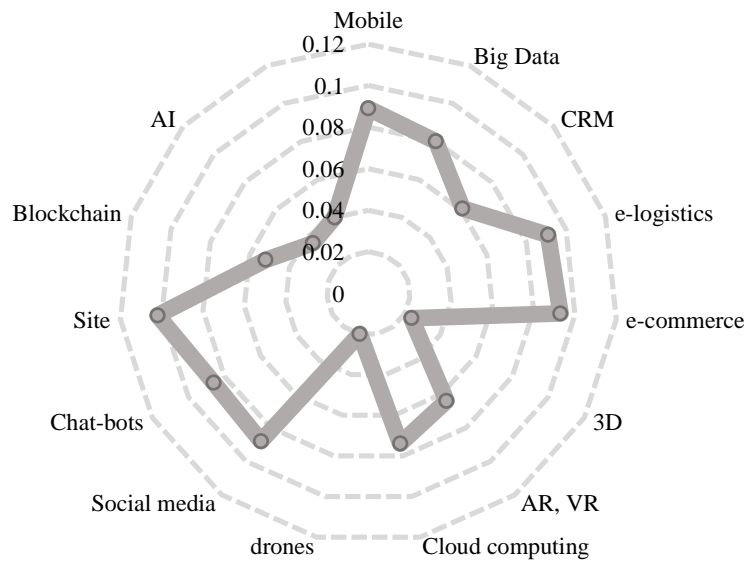 Mobile
Big Data
CRM
e-logistics
e-commerce
3D
AR, VR
Cloud computing
drones
Social media
Chat-bots
Site
Blockchain
AI
0.12
0.1
0.08
0.06
0.04
0.02
0